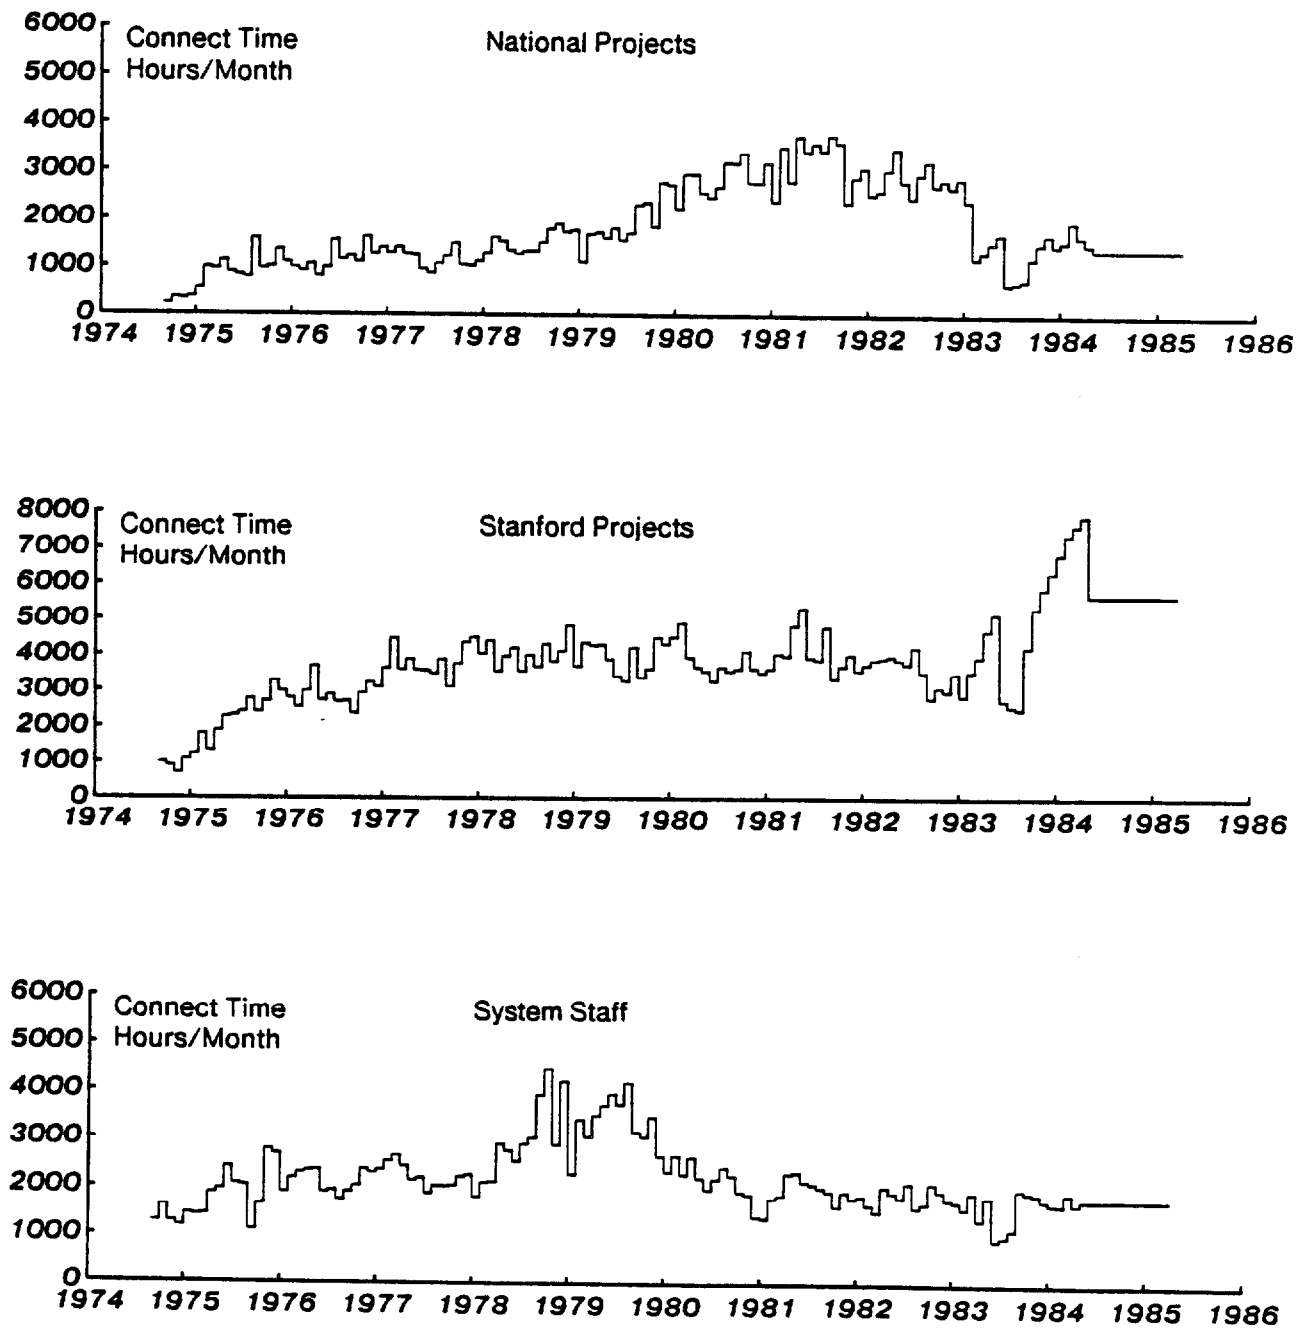 6000
Connect Time
National Projects
5000
Hours/Month
4000
3000
2000
1000
0
1974 1975 1976 1977 1978 1979 1980 1981 1982 1983 1984 1985 1986
8000
Connect Time
Stanford Projects
7000
Hours/Month
6000
5000
4000
3000
2000
1000
0
1974 1975 1976 1977 1978 1979 1980 1981 1982 1983 1984 1985 1986
6000
Connect Time
System Staff
5000
Hours/Month
4000
3000
2000
1000
0
1974 1975 1976 1977 1978 1979 1980 1981 1982 1983 1984 1985 1986